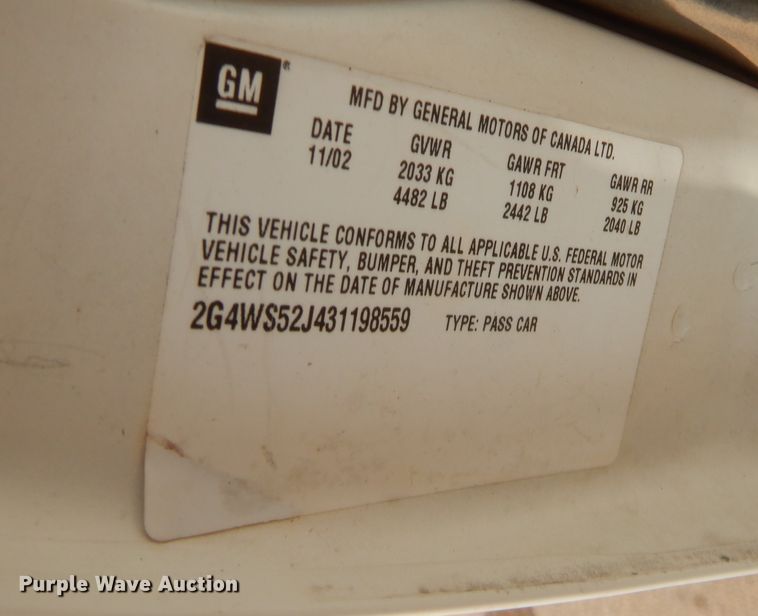 GM ®
MFD BY GENERAL MOTORS OF CANADA LTD.
DATE GVWR GAWR FRT GAWR RR
11/02 2033 KG 1108 KG 925 KG
4482 LB 2442 LB 2040 LB
THIS VEHICLE CONFORMS TO ALL APPLICABLE U.S. FEDERAL MOTOR
VEHICLE SAFETY, BUMPER, AND THEFT PREVENTION STANDARDS IN
EFFECT ON THE DATE OF MANUFACTURE SHOWN ABOVE.
2G4WS52J431198559 TYPE: PASS CAR
Purple Wave Auction